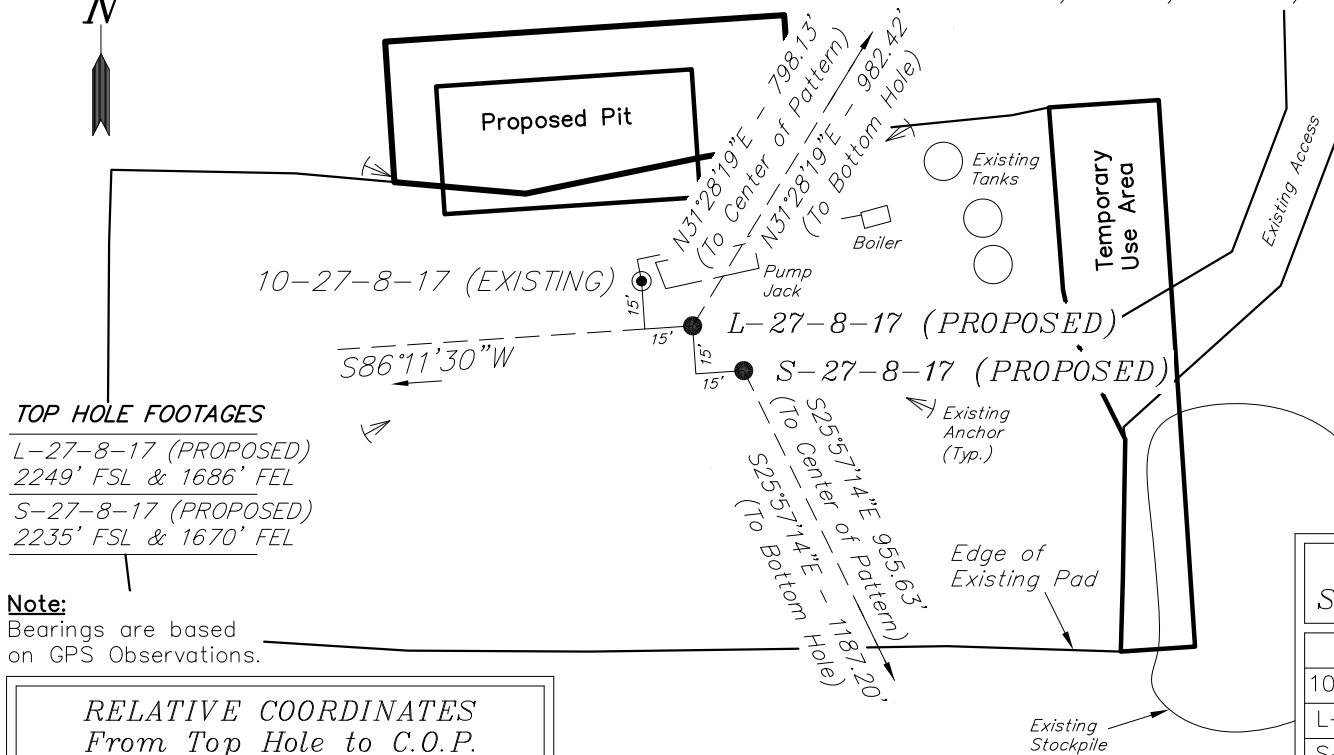 N
Proposed Pit
N31°28'19"E - 798.13'
(To Center of Pattern)
N31°28'19"E - 982.42'
(To Bottom Hole)
Existing
Tanks
Boiler
Temporary
Use Area
Existing Access
10-27-8-17 (EXISTING)
Pump
Jack
15'
15'
L-27-8-17 (PROPOSED)
15'
15'
S-27-8-17 (PROPOSED)
S86°11'30"W
Existing
Anchor
(Typ.)
TOP HOLE FOOTAGES
L-27-8-17 (PROPOSED)
2249' FSL & 1686' FEL
S-27-8-17 (PROPOSED)
2235' FSL & 1670' FEL
S25°57'14"E 955.63'
(To Center of Pattern)
S25°57'14"E - 1187.20'
(To Bottom Hole)
Edge of
Existing Pad
Note:
Bearings are based
on GPS Observations.
RELATIVE COORDINATES
From Top Hole to C.O.P.
Existing
Stockpile
S
10
L-